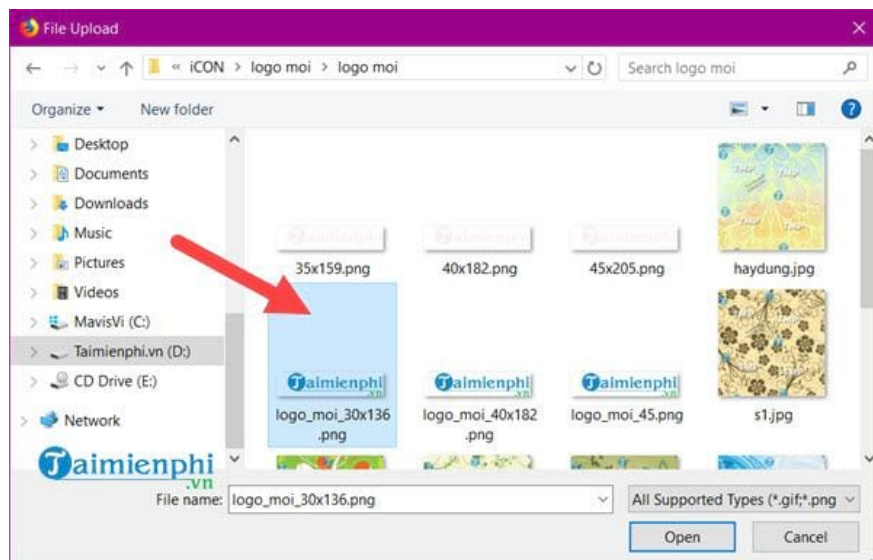 File Upload
« iCON > logo moi > logo moi
Search logo moi
Organize
New folder
Desktop
Documents
Downloads
Music
Pictures
Videos
MavisVi (C:)
Taimienphi.vn (D:)
CD Drive (E:)
Network
35x159.png
40x182.png
45x205.png
haydung.jpg
Taimienphi
.vn
Taimienphi
.vn
Taimienphi
.vn
logo_moi_30x136
.png
logo_moi_40x182
.png
logo_moi_45.png
s1.jpg
Taimienphi
.vn
File name:
logo_moi_30x136.png
All Supported Types (*.gif;*.png
Open
Cancel